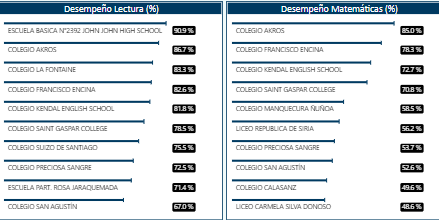 Desempeño Lectura (%)
ESCUELA BASICA N°2392 JOHN JOHN HIGH SCHOOL 90.9 %
COLEGIO AKROS 86.7 %
COLEGIO LA FONTAINE 83.3 %
COLEGIO FRANCISCO ENCINA 82.6 %
COLEGIO KENDAL ENGLISH SCHOOL 81.8 %
COLEGIO SAINT GASPAR COLLEGE 78.5 %
COLEGIO SUIZO DE SANTIAGO 75.5 %
COLEGIO PRECIOSA SANGRE 72.5 %
ESCUELA PART. ROSA JARAQUEMADA 71.4 %
COLEGIO SAN AGUSTÍN 67.0 %
Desempeño Matemáticas (%)
COLEGIO AKROS 85.0 %
COLEGIO FRANCISCO ENCINA 78.3 %
COLEGIO KENDAL ENGLISH SCHOOL 72.7 %
COLEGIO SAINT GASPAR COLLEGE 70.8 %
COLEGIO MANQUECURA ÑUÑOA 58.5 %
LICEO REPUBLICA DE SIRIA 56.2 %
COLEGIO PRECIOSA SANGRE 53.7 %
COLEGIO SAN AGUSTÍN 52.6 %
COLEGIO CALASANZ 49.6 %
LICEO CARMELA SILVA DONOSO 48.6 %